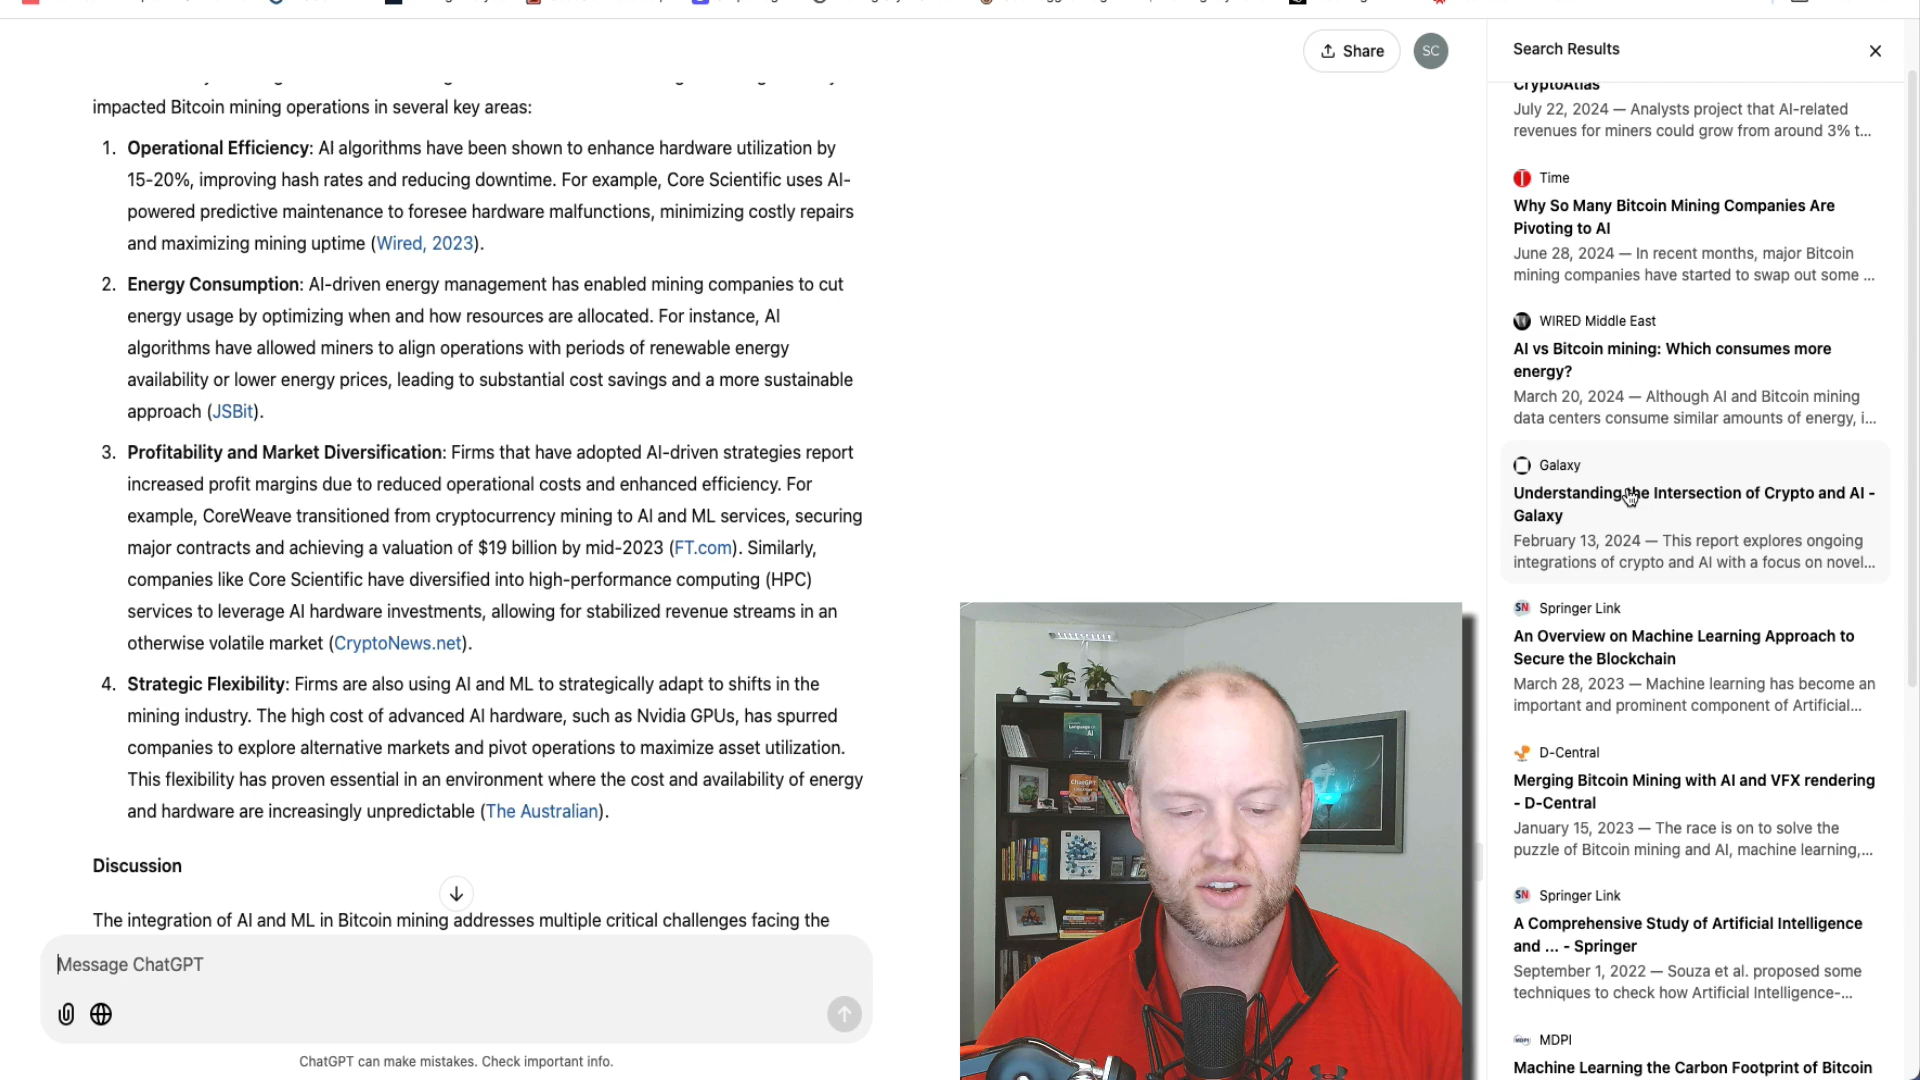 Share
SC
impacted Bitcoin mining operations in several key areas:
1. Operational Efficiency: AI algorithms have been shown to enhance hardware utilization by
15-20%, improving hash rates and reducing downtime. For example, Core Scientific uses AI-
powered predictive maintenance to foresee hardware malfunctions, minimizing costly repairs
and maximizing mining uptime (Wired, 2023).
2. Energy Consumption: AI-driven energy management has enabled mining companies to cut
energy usage by optimizing when and how resources are allocated. For instance, AI
algorithms have allowed miners to align operations with periods of renewable energy
availability or lower energy prices, leading to substantial cost savings and a more sustainable
approach (JSBit).
3. Profitability and Market Diversification: Firms that have adopted AI-driven strategies report
increased profit margins due to reduced operational costs and enhanced efficiency. For
example, CoreWeave transitioned from cryptocurrency mining to AI and ML services, securing
major contracts and achieving a valuation of $19 billion by mid-2023 (FT.com). Similarly,
companies like Core Scientific have diversified into high-performance computing (HPC)
services to leverage AI hardware investments, allowing for stabilized revenue streams in an
otherwise volatile market (CryptoNews.net).
4. Strategic Flexibility: Firms are also using AI and ML to strategically adapt to shifts in the
mining industry. The high cost of advanced AI hardware, such as Nvidia GPUs, has spurred
companies to explore alternative markets and pivot operations to maximize asset utilization.
This flexibility has proven essential in an environment where the cost and availability of energy
and hardware are increasingly unpredictable (The Australian).
Discussion
The integration of AI and ML in Bitcoin mining addresses multiple critical challenges facing the
Message ChatGPT
ChatGPT can make mistakes. Check important info.
Search Results
CryptoAtlas
July 22, 2024 — Analysts project that AI-related
revenues for miners could grow from around 3% t...
Time
Why So Many Bitcoin Mining Companies Are
Pivoting to AI
June 28, 2024 — In recent months, major Bitcoin
mining companies have started to swap out some ...
WIRED Middle East
AI vs Bitcoin mining: Which consumes more
energy?
March 20, 2024 — Although AI and Bitcoin mining
data centers consume similar amounts of energy, i...
Galaxy
Understanding the Intersection of Crypto and AI -
Galaxy
February 13, 2024 — This report explores ongoing
integrations of crypto and AI with a focus on novel...
SN Springer Link
An Overview on Machine Learning Approach to
Secure the Blockchain
March 28, 2023 — Machine learning has become an
important and prominent component of Artificial...
D-Central
Merging Bitcoin Mining with AI and VFX rendering
- D-Central
January 15, 2023 — The race is on to solve the
puzzle of Bitcoin mining and AI, machine learning,...
SN Springer Link
A Comprehensive Study of Artificial Intelligence
and ... - Springer
September 1, 2022 — Souza et al. proposed some
techniques to check how Artificial Intelligence-...
MDPI
Machine Learning the Carbon Footprint of Bitcoin